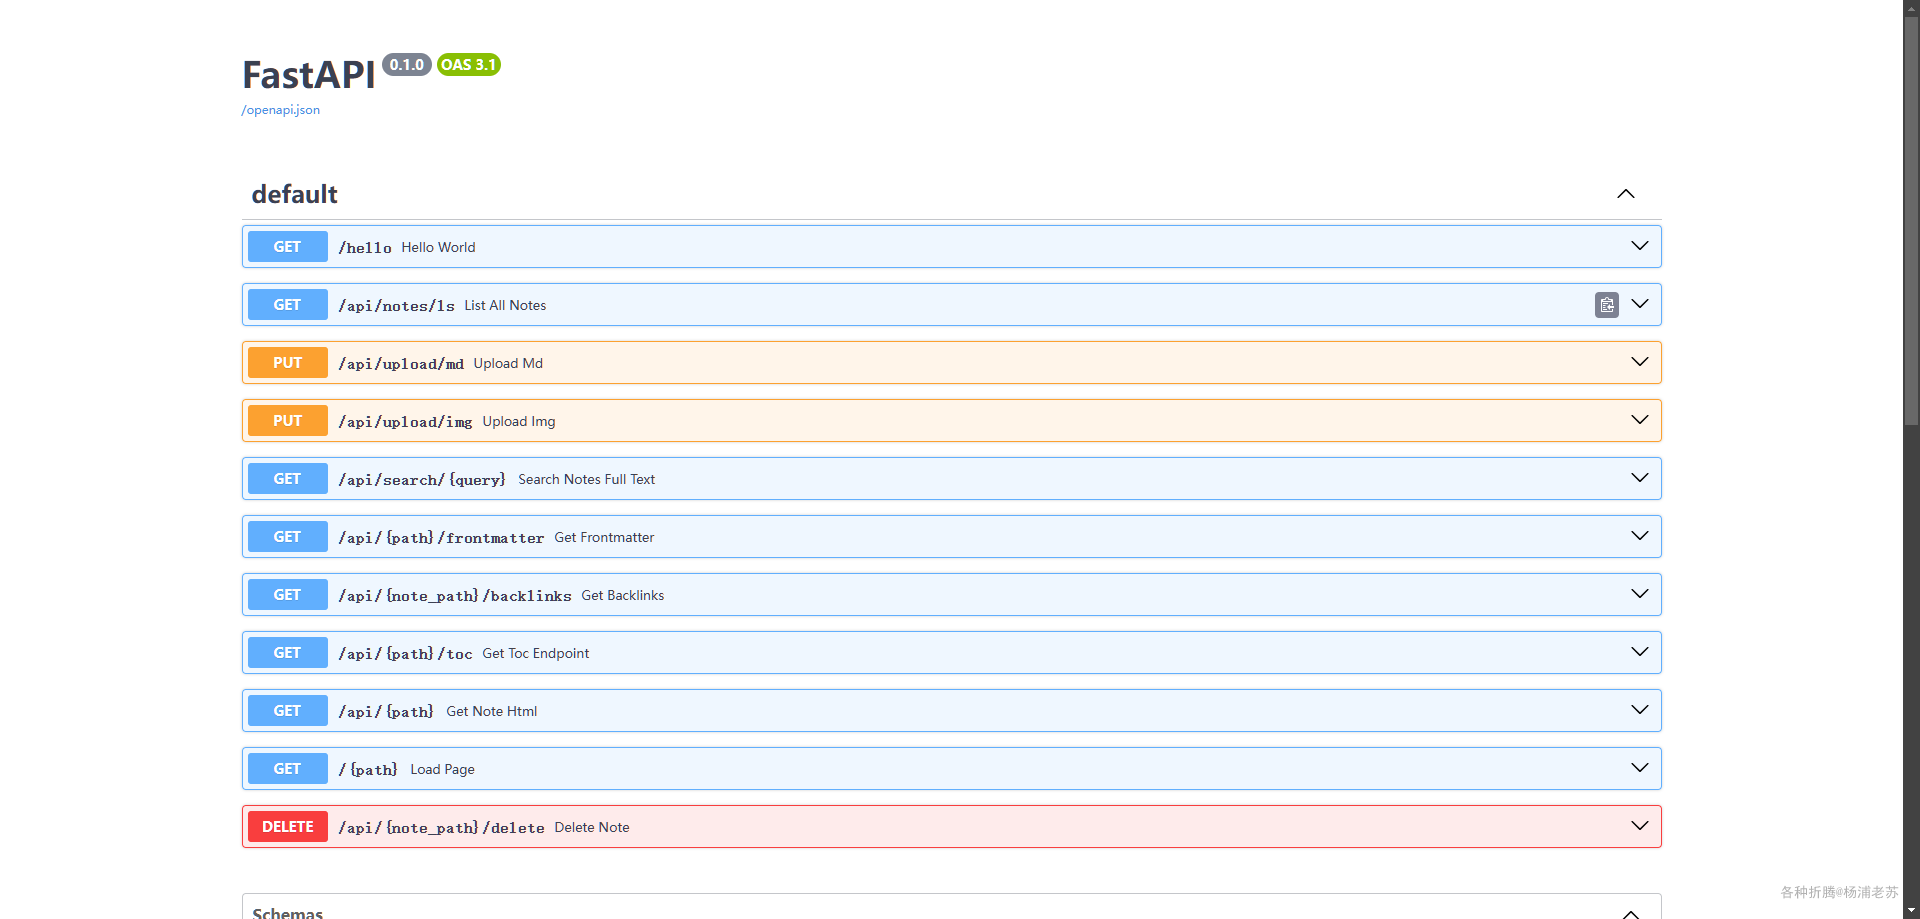 FastAPI 0.1.0 OAS 3.1
/openapi.json
default
GET /hello Hello World
GET /api/notes/ls List All Notes
PUT /api/upload/md Upload Md
PUT /api/upload/img Upload Img
GET /api/search/{query} Search Notes Full Text
GET /api/{path}/frontmatter Get Frontmatter
GET /api/{note_path}/backlinks Get Backlinks
GET /api/{path}/toc Get Toc Endpoint
GET /api/{path} Get Note Html
GET /{path} Load Page
DELETE /api/{note_path}/delete Delete Note
各种折腾@杨浦老苏
Schemas